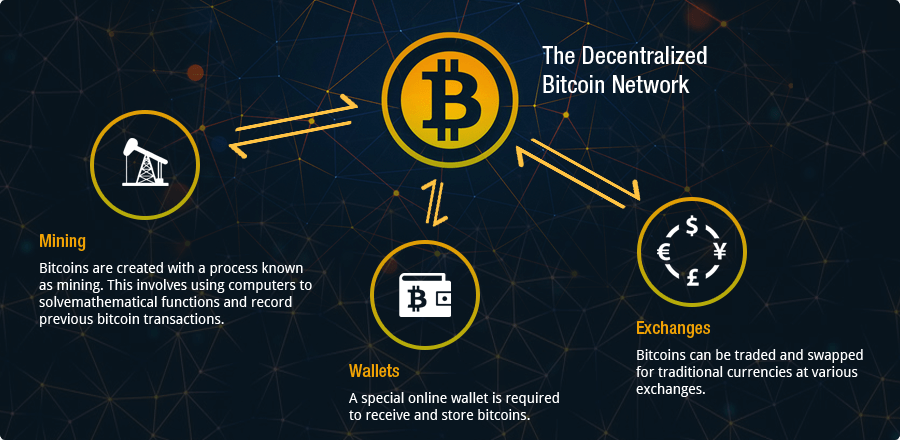 The Decentralized
Bitcoin Network
Mining
Bitcoins are created with a process known
as mining. This involves using computers to
solvemathematical functions and record
previous bitcoin transactions.
Wallets
A special online wallet is required
to receive and store bitcoins.
$
€ ¥
£
Exchanges
Bitcoins can be traded and swapped
for traditional currencies at various
exchanges.